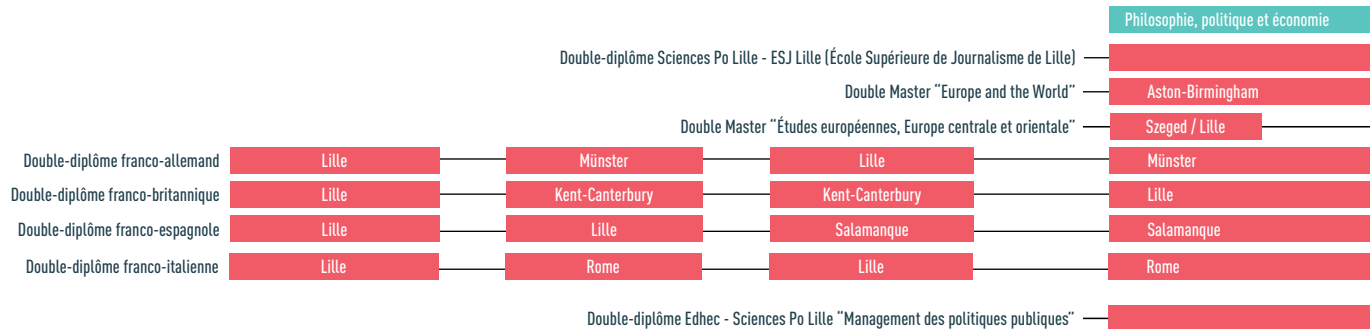 Philosophie, politique et économie
Double-diplôme Sciences Po Lille - ESJ Lille (École Supérieure de Journalisme de Lille)
Double Master “Europe and the World” Aston-Birmingham
Double Master “Études européennes, Europe centrale et orientale” Szeged / Lille
Double-diplôme franco-allemand Lille Münster Lille Münster
Double-diplôme franco-britannique Lille Kent-Canterbury Kent-Canterbury Lille
Double-diplôme franco-espagnole Lille Lille Salamanque Salamanque
Double-diplôme franco-italienne Lille Rome Lille Rome
Double-diplôme Edhec - Sciences Po Lille “Management des politiques publiques”